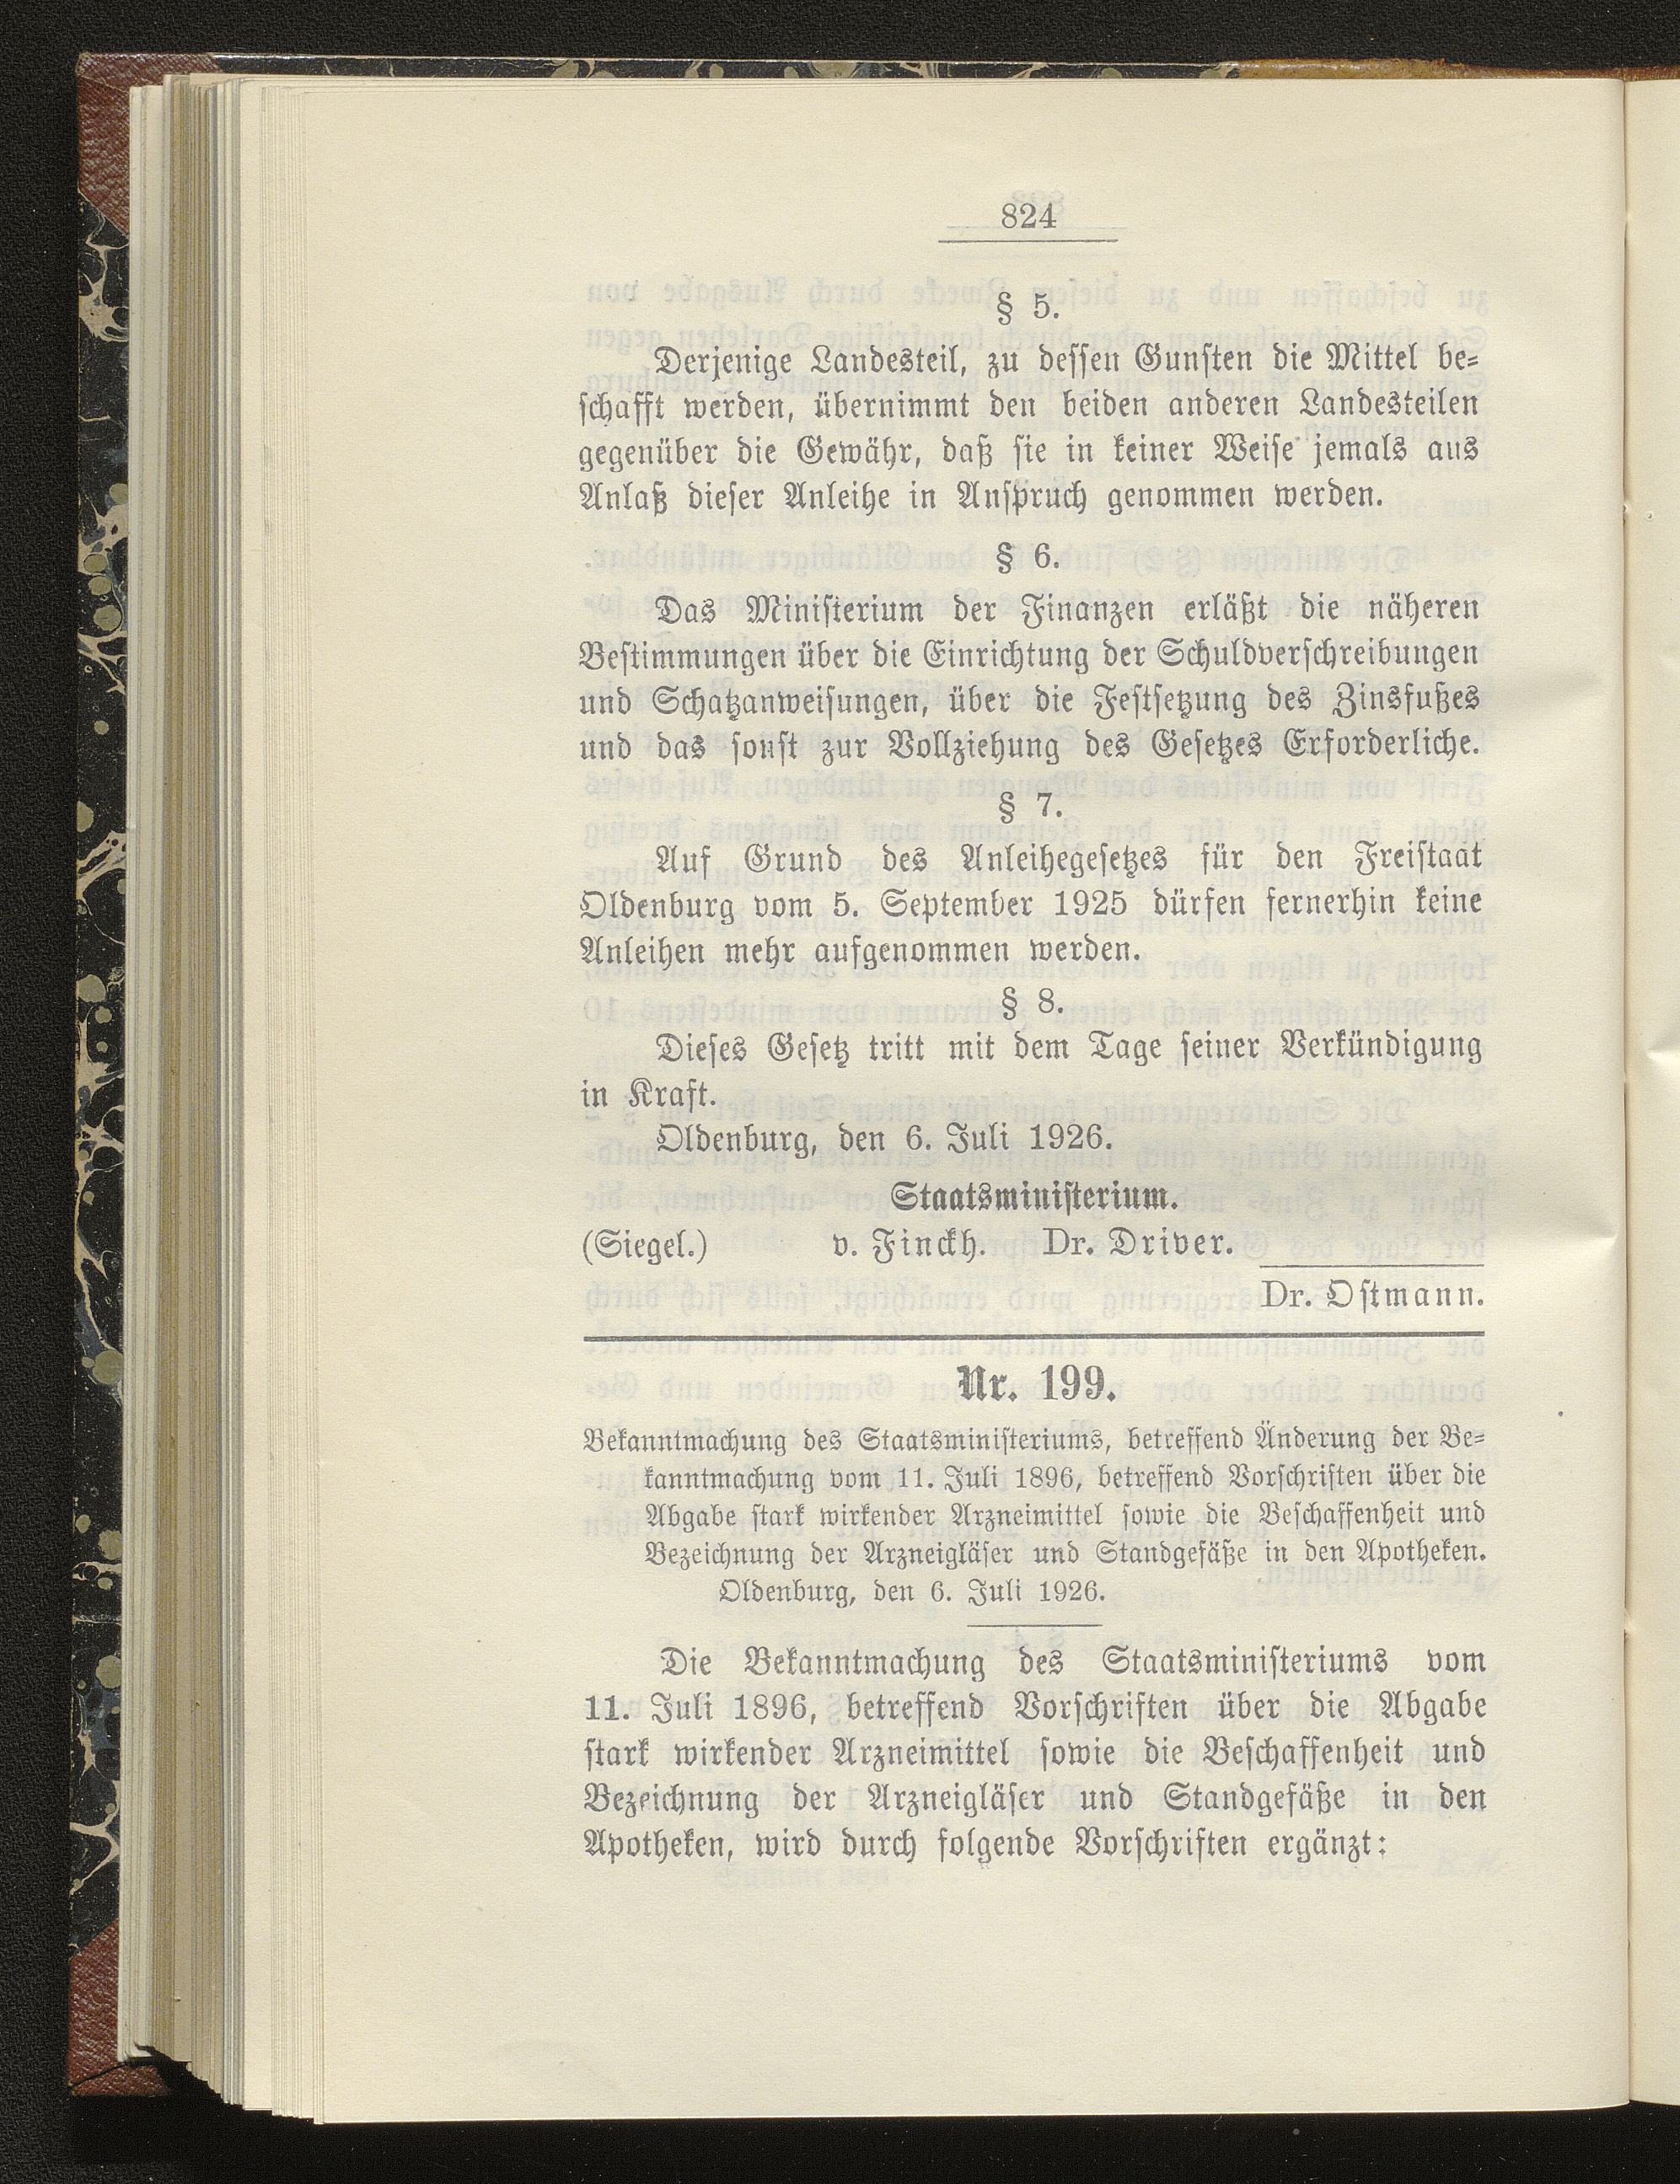 824
§ 5.
Derjenige Landesteil, zu dessen Gunsten die Mittel be-
schafft werden, übernimmt den beiden anderen Landesteilen
gegenüber die Gewähr, daß sie in keiner Weise jemals aus
Anlaß dieser Anleihe in Anspruch genommen werden.
§ 6.
Das Ministerium der Finanzen erläßt die näheren
Bestimmungen über die Einrichtung der Schuldverschreibungen
und Schatzanweisungen, über die Festsetzung des Zinsfußes
und das sonst zur Vollziehung des Gesetzes Erforderliche.
§ 7.
Auf Grund des Anleihegesetzes für den Freistaat
Oldenburg vom 5. September 1925 dürfen fernerhin keine
Anleihen mehr aufgenommen werden.
§ 8.
Dieses Gesetz tritt mit dem Tage seiner Verkündigung
in Kraft.
Oldenburg, den 6. Juli 1926.
Staatsministerium.
(Siegel.) v. Finckh. Dr. Driver.
Dr. Ostmann.
Nr. 199.
Bekanntmachung des Staatsministeriums, betreffend Änderung der Be-
kanntmachung vom 11. Juli 1896, betreffend Vorschriften über die
Abgabe stark wirkender Arzneimittel sowie die Beschaffenheit und
Bezeichnung der Arzneigläser und Standgefäße in den Apotheken.
Oldenburg, den 6. Juli 1926.
Die Bekanntmachung des Staatsministeriums vom
11. Juli 1896, betreffend Vorschriften über die Abgabe
stark wirkender Arzneimittel sowie die Beschaffenheit und
Bezeichnung der Arzneigläser und Standgefäße in den
Apotheken, wird durch folgende Vorschriften ergänzt: